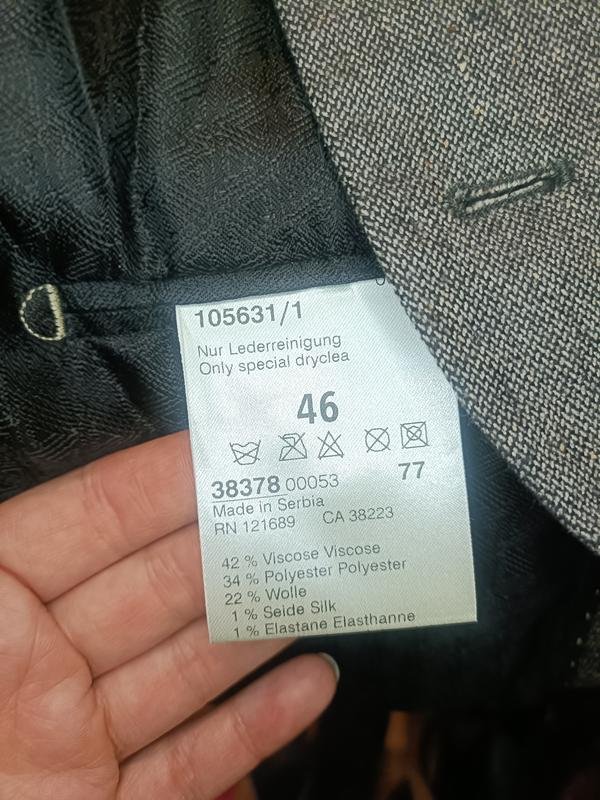 105631/1
Nur Lederreinigung
Only special dryclea
46
77
38378 00053
Made in Serbia
RN 121689 CA 38223
42 % Viscose Viscose
34 % Polyester Polyester
22 % Wolle
1 % Seide Silk
1 % Elastane Elasthanne